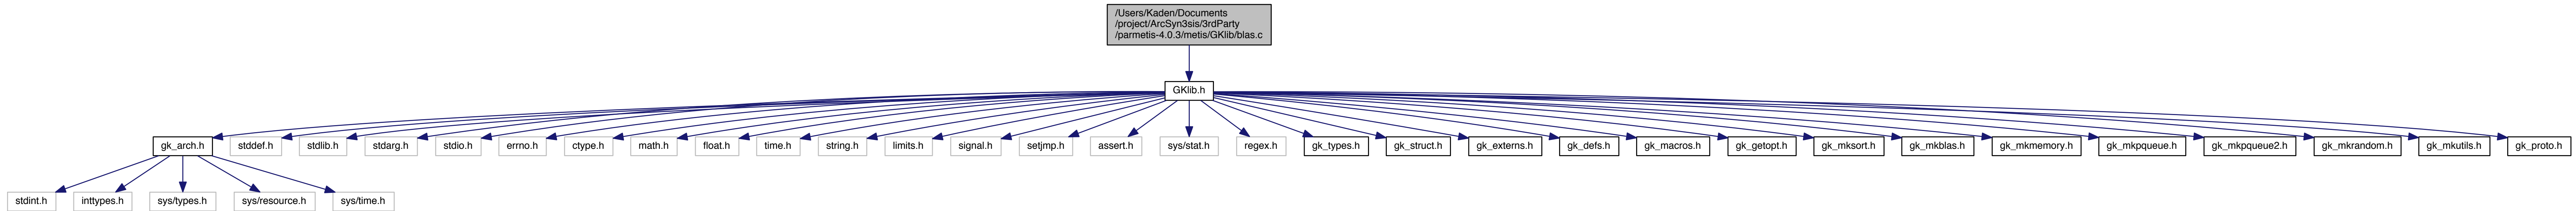 /Users/Kaden/Documents
/project/ArcSyn3sis/3rdParty
/parmetis-4.0.3/metis/GKlib/blas.c
GKlib.h
gk_arch.h
stddef.h
stdlib.h
stdarg.h
stdio.h
errno.h
ctype.h
math.h
float.h
time.h
string.h
limits.h
signal.h
setjmp.h
assert.h
sys/stat.h
regex.h
gk_types.h
gk_struct.h
gk_externs.h
gk_defs.h
gk_macros.h
gk_getopt.h
gk_mksort.h
gk_mkblas.h
gk_mkmemory.h
gk_mkpqueue.h
gk_mkpqueue2.h
gk_mkrandom.h
gk_mkutils.h
gk_proto.h
stdint.h
inttypes.h
sys/types.h
sys/resource.h
sys/time.h